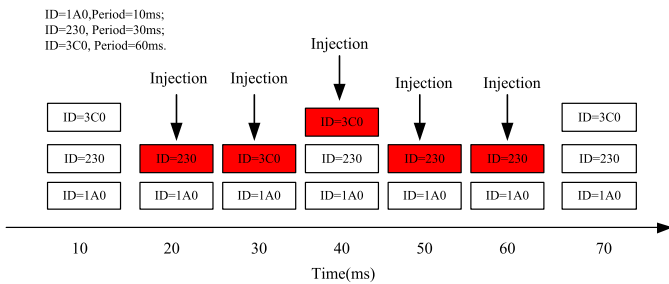 ID=1A0,Period=10ms;
ID=230, Period=30ms;
ID=3C0, Period=60ms.
Injection
Injection Injection Injection Injection
ID=3C0 ID=3C0 ID=3C0
ID=230 ID=230 ID=3C0 ID=230 ID=230 ID=230 ID=230
ID=1A0 ID=1A0 ID=1A0 ID=1A0 ID=1A0 ID=1A0 ID=1A0
10 20 30 40 50 60 70
Time(ms)